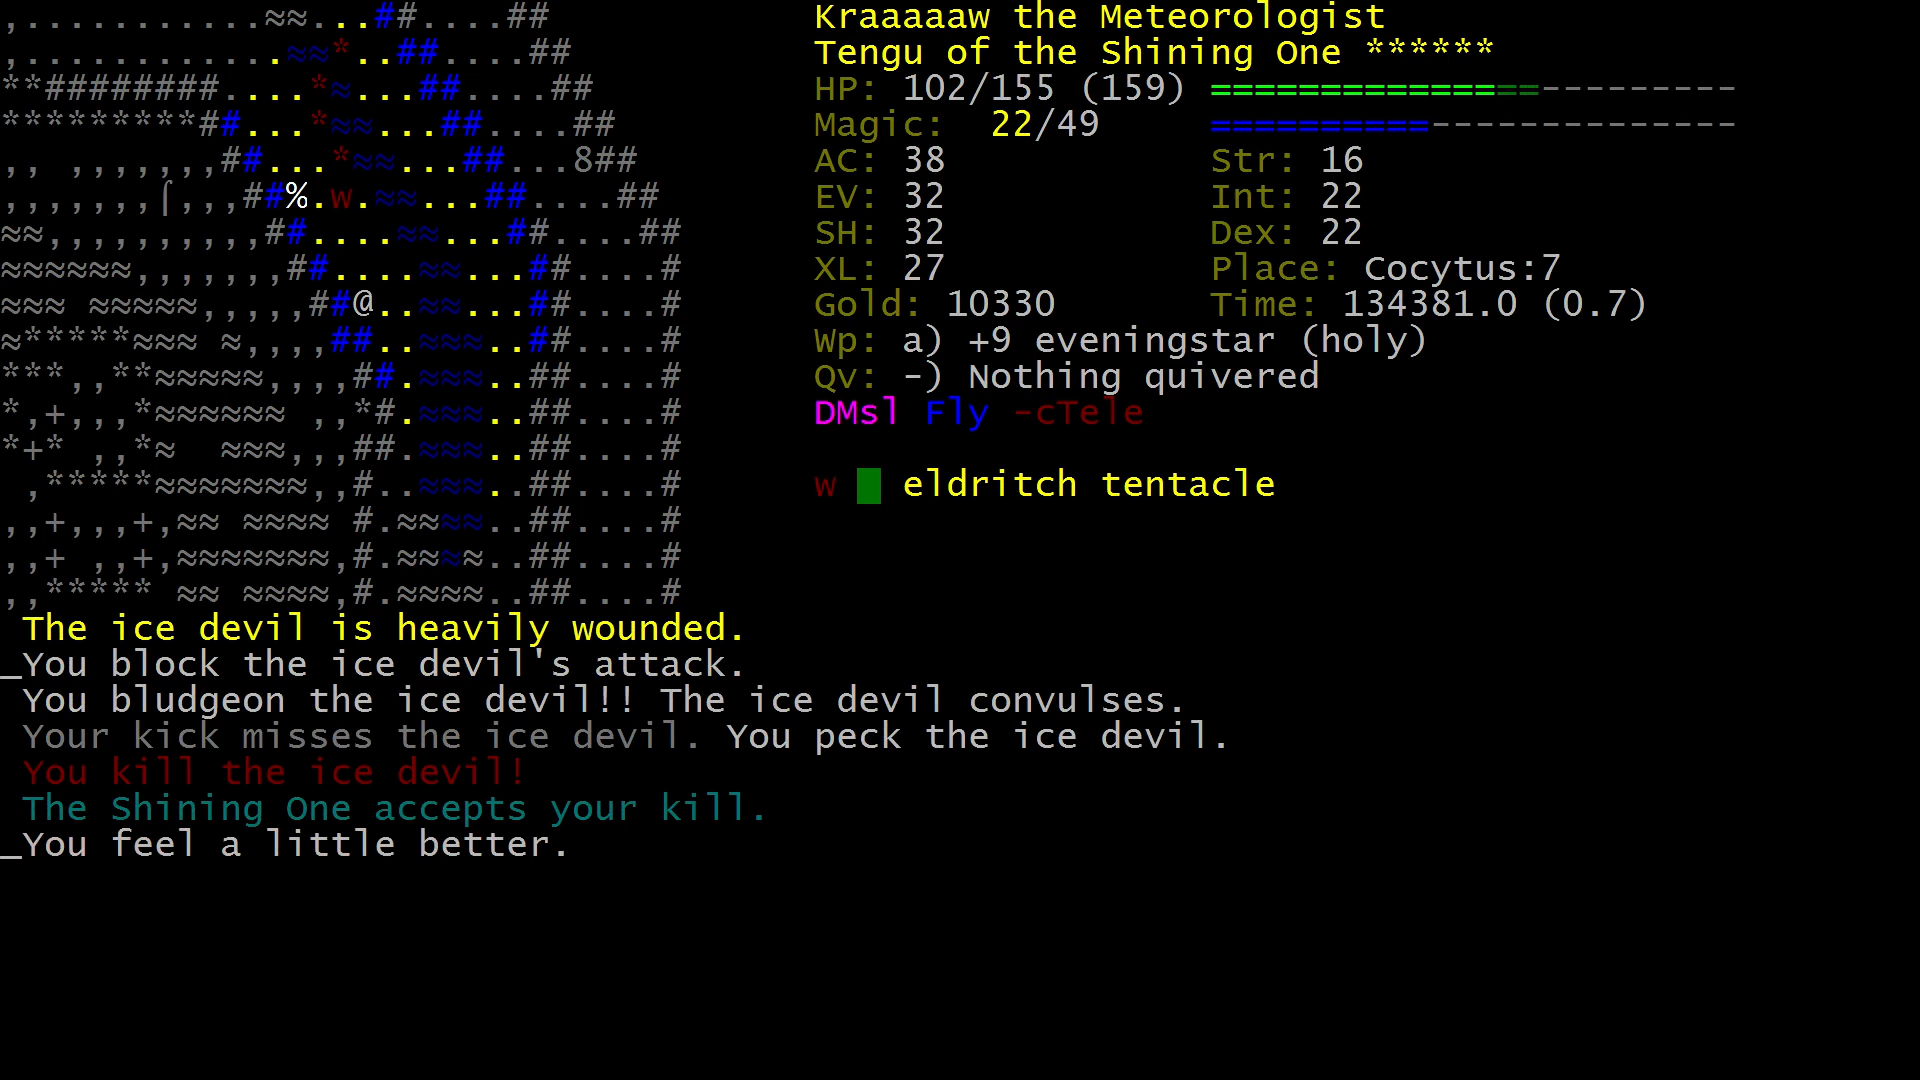 ,............≈≈...##....## Kraaaaaw the Meteorologist
,............≈≈*..##....## Tengu of the Shining One ******
**########....*≈...##....## HP: 102/155 (159) ===============---------
*********##...*≈≈...##....## Magic: 22/49 ==========--------------
,, ,,,,,,,##...*≈≈...##...8## AC: 38 Str: 16
,,,,,,,⌠,,,##%.w.≈≈...##....## EV: 32 Int: 22
≈≈,,,,,,,,,,##....≈≈...##....## SH: 32 Dex: 22
≈≈≈≈≈≈,,,,,,,##....≈≈...##....# XL: 27 Place: Cocytus:7
≈≈≈ ≈≈≈≈≈,,,,,##@..≈≈...##....# Gold: 10330 Time: 134381.0 (0.7)
≈*****≈≈≈ ≈,,,,##..≈≈≈..##....# Wp: a) +9 eveningstar (holy)
***,,**≈≈≈≈≈,,,,##.≈≈≈..##....# Qv: -) Nothing quivered
*,+,,,*≈≈≈≈≈≈ ,,*#.≈≈≈..##....# DMsl Fly -cTele
*+* ,,*≈  ≈≈≈,,,##.≈≈≈..##....#
 ,*****≈≈≈≈≈≈≈,,#..≈≈≈..##....# w eldritch tentacle
,,+,,,+,≈≈ ≈≈≈≈ #.≈≈≈≈..##....#
,,+ ,,+,≈≈≈≈≈≈≈,#.≈≈≈≈..##....#
,,***** ≈≈ ≈≈≈≈,#.≈≈≈≈..##....#
The ice devil is heavily wounded.
_You block the ice devil's attack.
You bludgeon the ice devil!! The ice devil convulses.
Your kick misses the ice devil. You peck the ice devil.
You kill the ice devil!
The Shining One accepts your kill.
_You feel a little better.